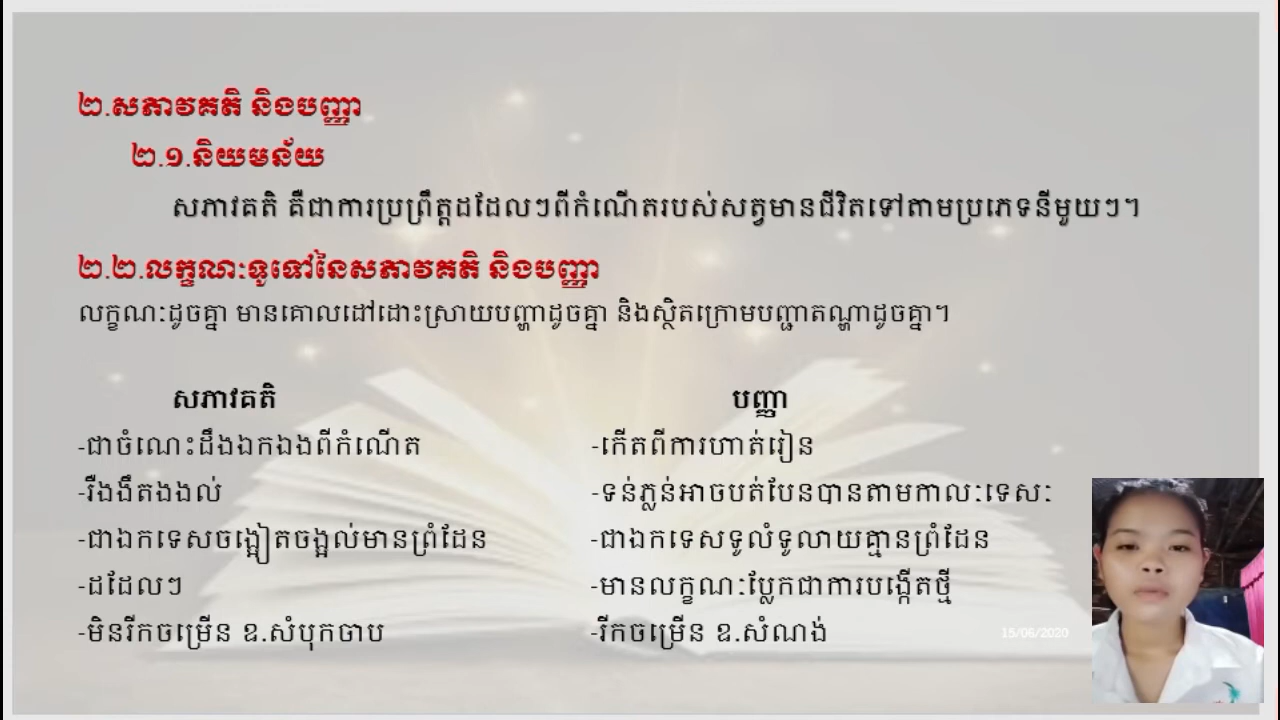 ២.សភាវគតិ និងបញ្ញា
២.១.និយមន័យ
សភាវគតិ គឺជាការប្រព្រឹត្តដដែលៗពីកំណើតរបស់សត្វមានជីវិតទៅតាមប្រភេទនីមួយៗ។
២.២.លក្ខណៈទូទៅនៃសភាវគតិ និងបញ្ញា
លក្ខណៈដូចគ្នា មានគោលដៅដោះស្រាយបញ្ហាដូចគ្នា និងស្ថិតក្រោមបញ្ជាតណ្ហាដូចគ្នា។
សភាវគតិ
បញ្ញា
-ជាចំណេះដឹងឯកឯងពីកំណើត
-កើតពីការហាត់រៀន
-រឹងងឹតងងល់
-ទន់ភ្លន់អាចបត់បែនបានតាមកាលៈទេសៈ
-ជាឯកទេសចង្អៀតចង្អល់មានព្រំដែន
-ជាឯកទេសទូលំទូលាយគ្មានព្រំដែន
-ដដែលៗ
-មានលក្ខណៈប្លែកជាការបង្កើតថ្មី
-មិនរីកចម្រើន ឧ.សំបុកចាប
-រីកចម្រើន ឧ.សំណង់
15/06/2020